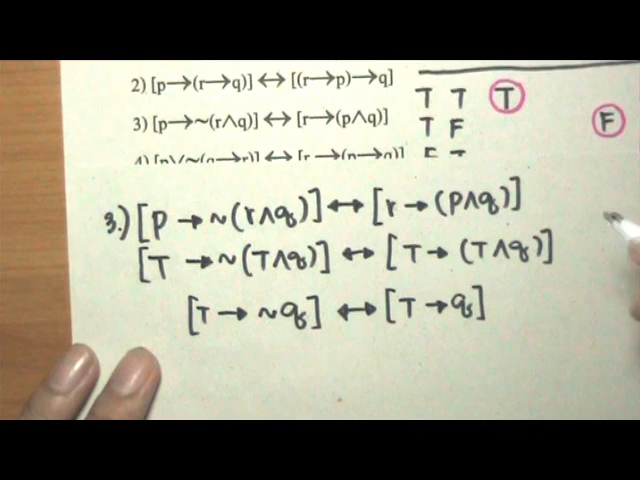 2) [p→(r→q)] ↔ [(r→p)→q]
3) [p→~(r∧q)] ↔ [r→(p∧q)]
T T T
T F
F
3.) [p → ~(r∧q)] ↔ [r → (p∧q)]
[T → ~(T∧q)] ↔ [T → (T∧q)]
[T → ~q] ↔ [T → q]